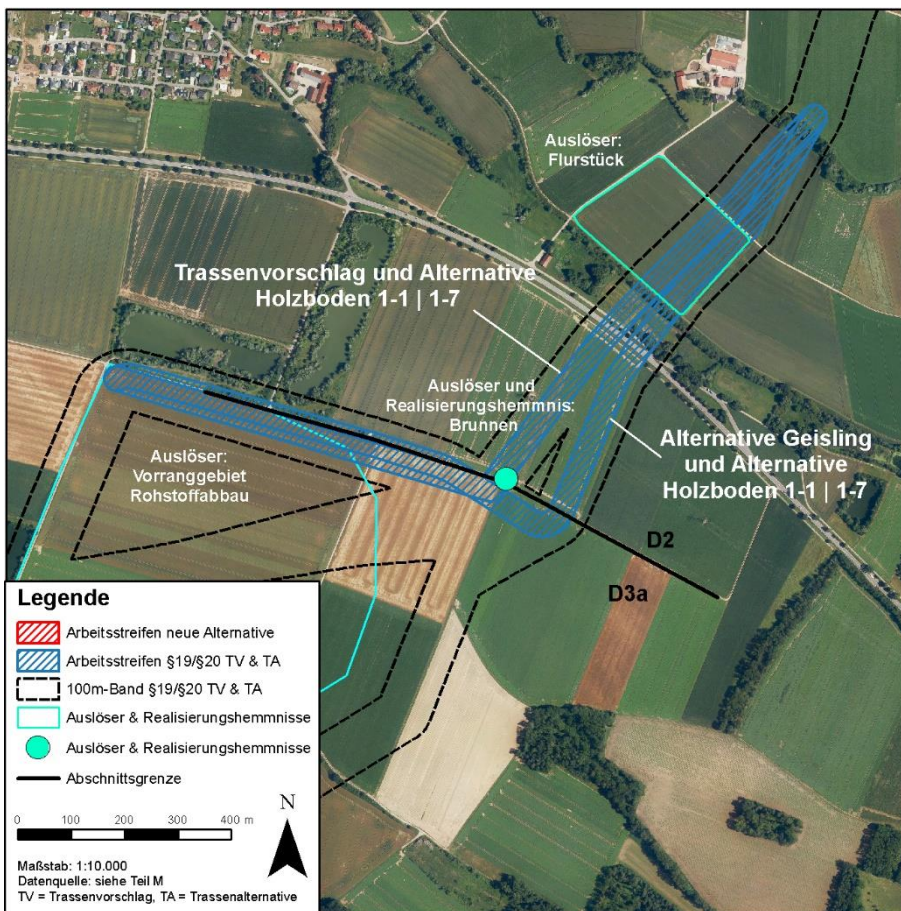 Auslöser:
Flurstück
Trassenvorschlag und Alternative
Holzboden 1-1 | 1-7
Auslöser und
Realisierungshemmnis:
Brunnen
Alternative Geisling
und Alternative
Holzboden 1-1 | 1-7
Auslöser:
Vorranggebiet
Rohstoffabbau
D2
D3a
Legende
Arbeitsstreifen neue Alternative
Arbeitsstreifen §19/§20 TV & TA
100m-Band §19/§20 TV & TA
Auslöser & Realisierungshemmnisse
Auslöser & Realisierungshemmnisse
Abschnittsgrenze
N
0 100 200 300 400 m
Maßstab: 1:10.000
Datenquelle: siehe Teil M
TV = Trassenvorschlag, TA = Trassenalternative